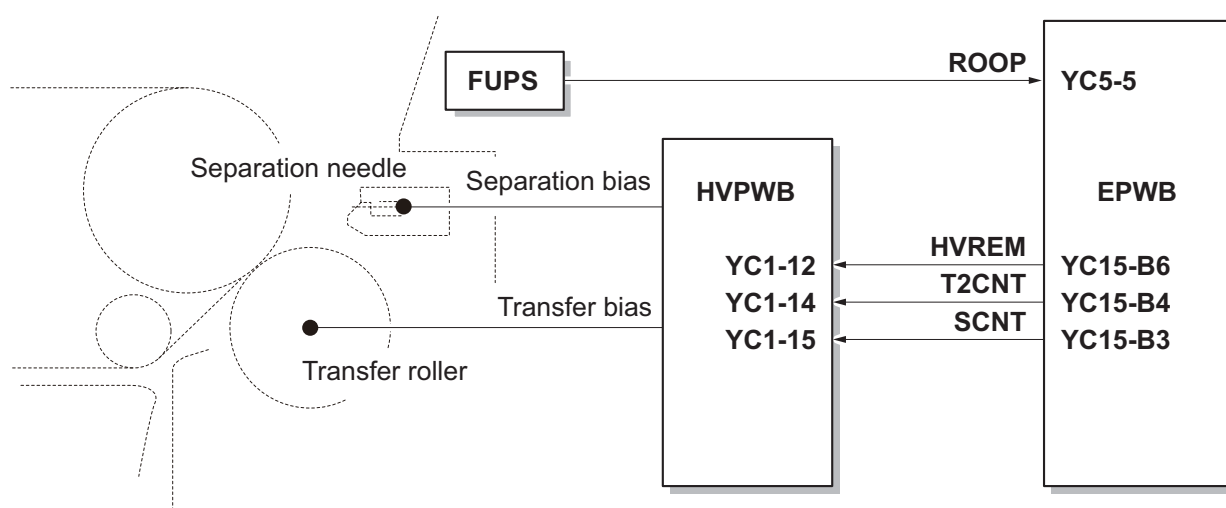 ROOP
FUPS
YC5-5
Separation needle
Separation bias
HVPWB
EPWB
HVREM
YC1-12
YC15-B6
T2CNT
YC1-14
YC15-B4
Transfer bias
SCNT
YC1-15
YC15-B3
Transfer roller